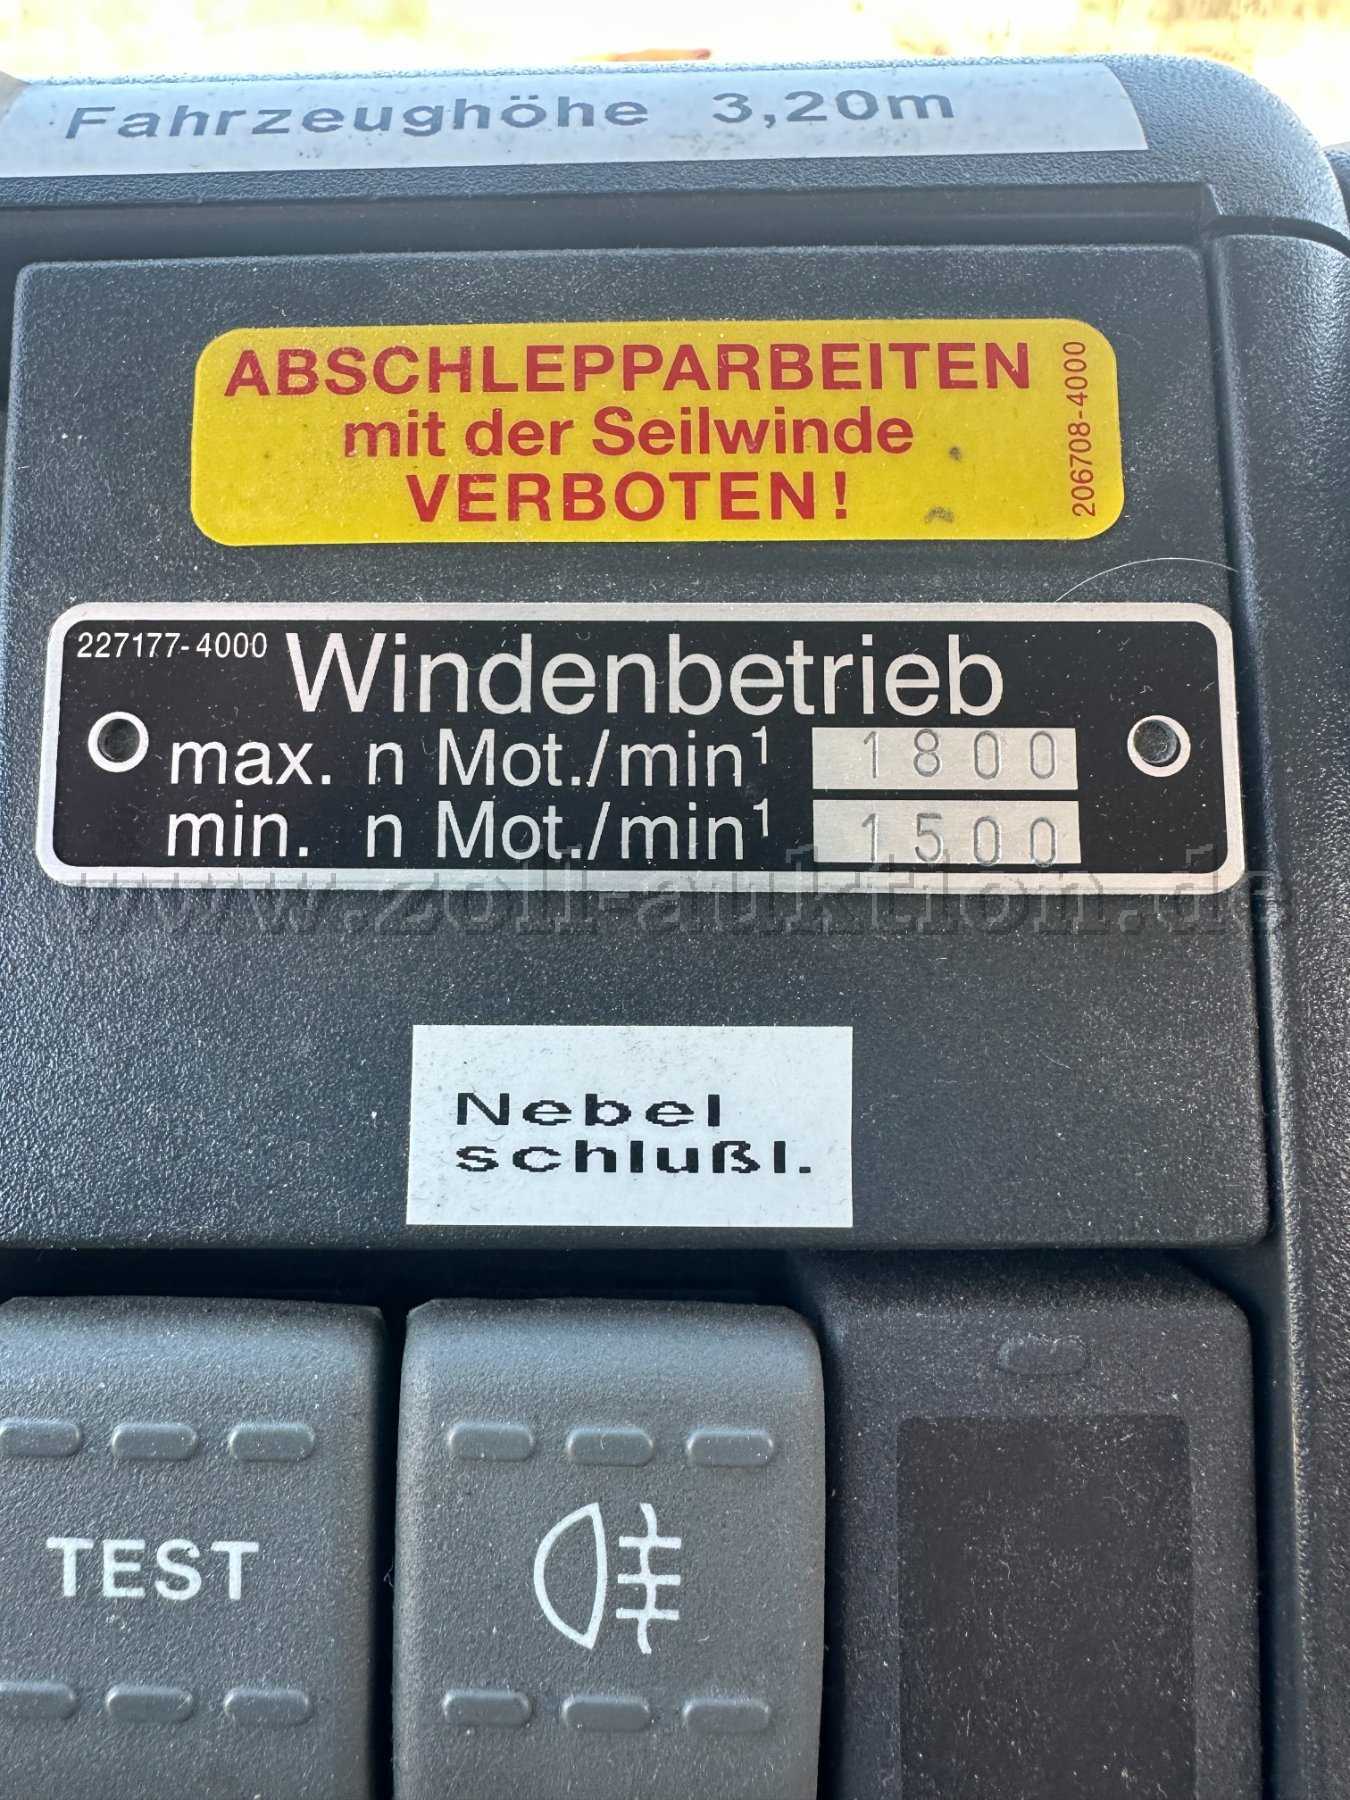 Fahrzeughöhe 3,20m
ABSCHLEPPARBEITEN
mit der Seilwinde
VERBOTEN!
206708-4000
227177-4000 Windenbetrieb
max. n Mot./min¹ 1800
min. n Mot./min¹ 1500
www.zoll-auktion.de
Nebel
schlußl.
TEST